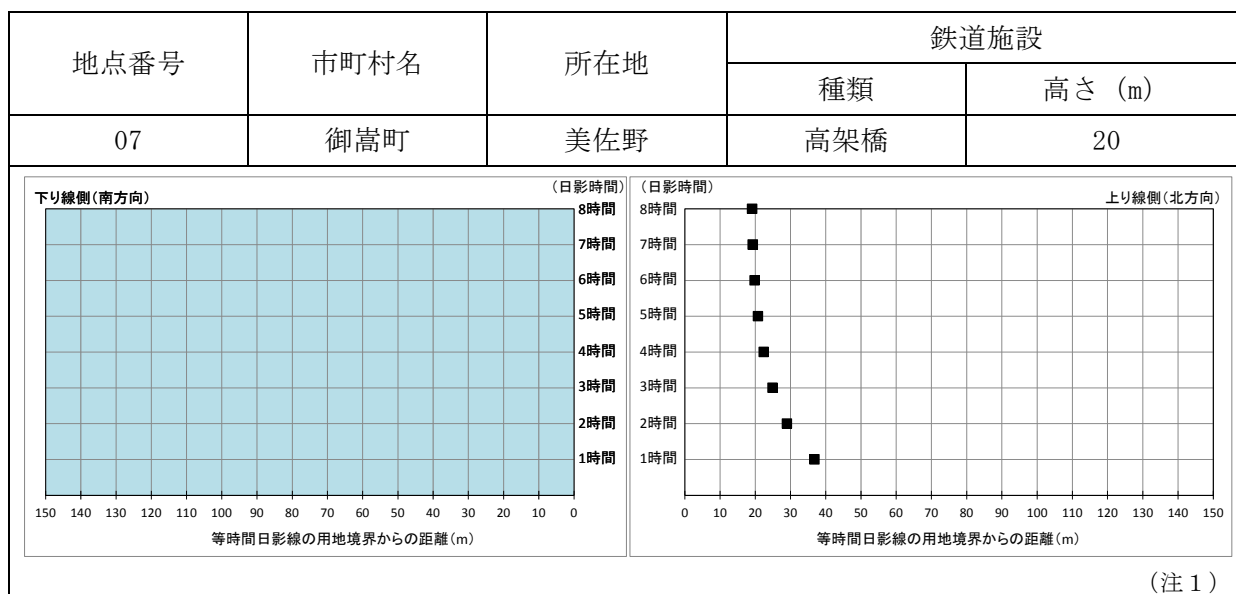 地点番号 市町村名 所在地 鉄道施設
種類 高さ (m)
07 御嵩町 美佐野 高架橋 20
下り線側(南方向) (日影時間)
8時間
7時間
6時間
5時間
4時間
3時間
2時間
1時間
150 140 130 120 110 100 90 80 70 60 50 40 30 20 10 0
等時間日影線の用地境界からの距離(m)
(日影時間) 上り線側(北方向)
8時間
7時間
6時間
5時間
4時間
3時間
2時間
1時間
0 10 20 30 40 50 60 70 80 90 100 110 120 130 140 150
等時間日影線の用地境界からの距離(m)
(注1)